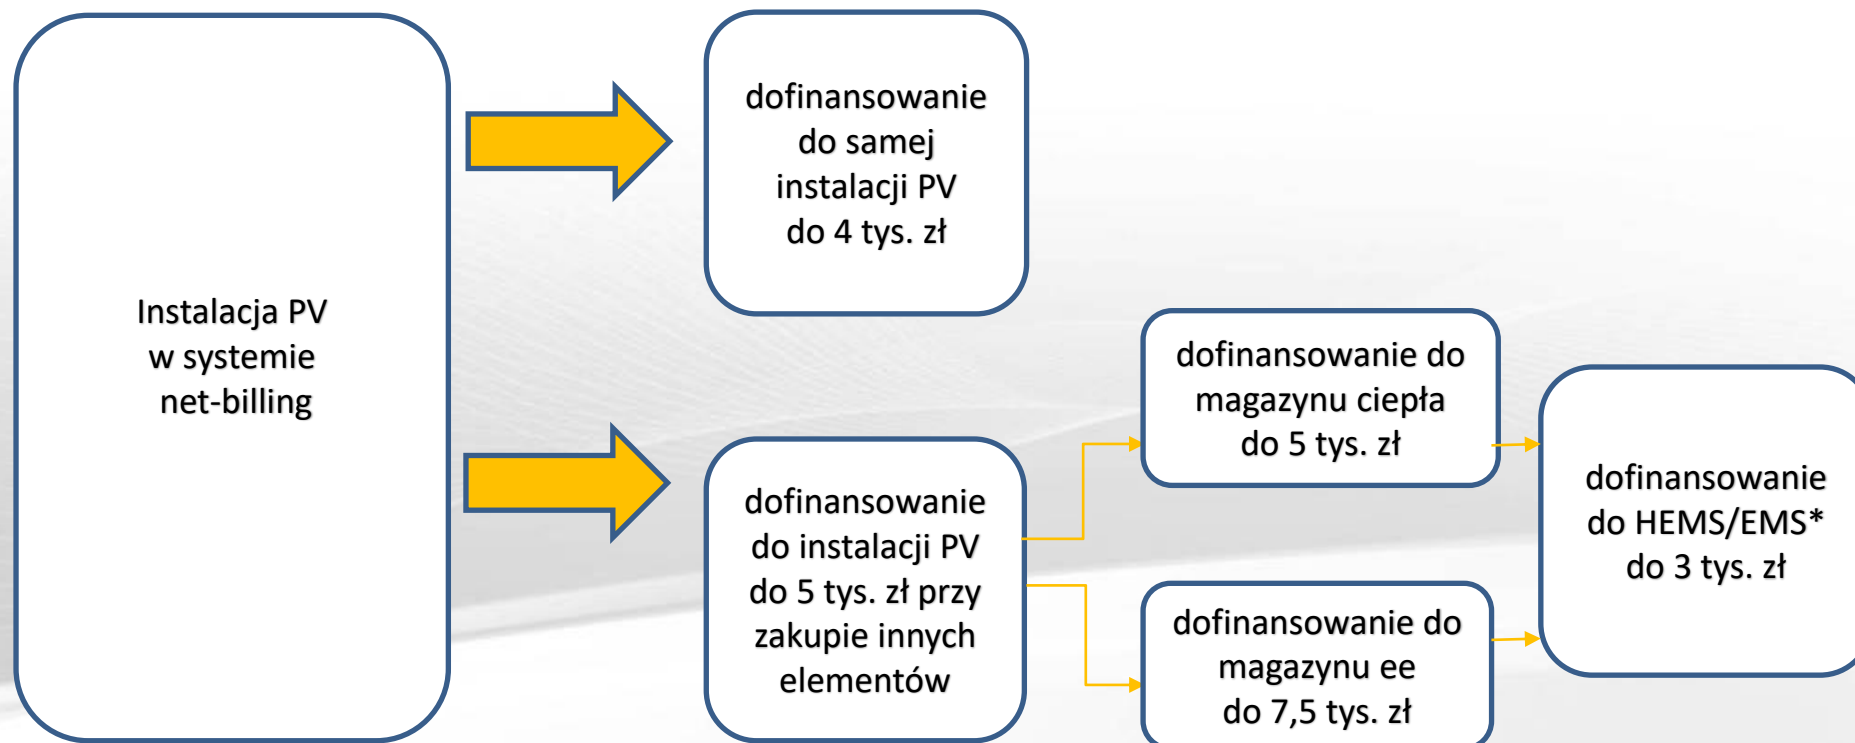 Instalacja PV
w systemie
net-billing
dofinansowanie
do samej
instalacji PV
do 4 tys. zł
dofinansowanie
do instalacji PV
do 5 tys. zł przy
zakupie innych
elementów
dofinansowanie do
magazynu ciepła
do 5 tys. zł
dofinansowanie do
magazynu ee
do 7,5 tys. zł
dofinansowanie
do HEMS/EMS*
do 3 tys. zł